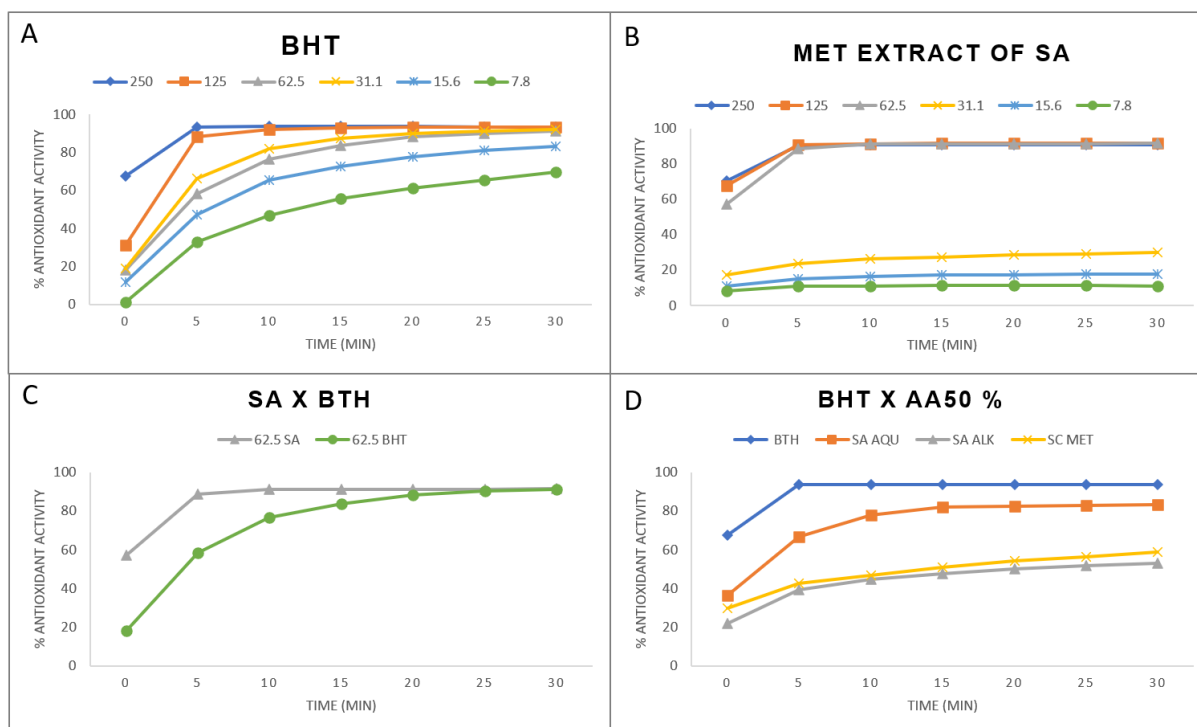 A
BHT
250 125 62.5 31.1 15.6 7.8
% ANTIOXIDANT ACTIVITY
100
80
60
40
20
0
0 5 10 15 20 25 30
TIME (MIN)
B
MET EXTRACT OF SA
250 125 62.5 31.1 15.6 7.8
% ANTIOXIDANT ACTIVITY
100
80
60
40
20
0
0 5 10 15 20 25 30
TIME (MIN)
C
SA X BTH
62.5 SA 62.5 BHT
% ANTIOXIDANT ACTIVITY
100
80
60
40
20
0
0 5 10 15 20 25 30
TIME (MIN)
D
BHT X AA50 %
BTH SA AQU SA ALK SC MET
% ANTIOXIDANT ACTIVITY
100
80
60
40
20
0
0 5 10 15 20 25 30
TIME (MIN)